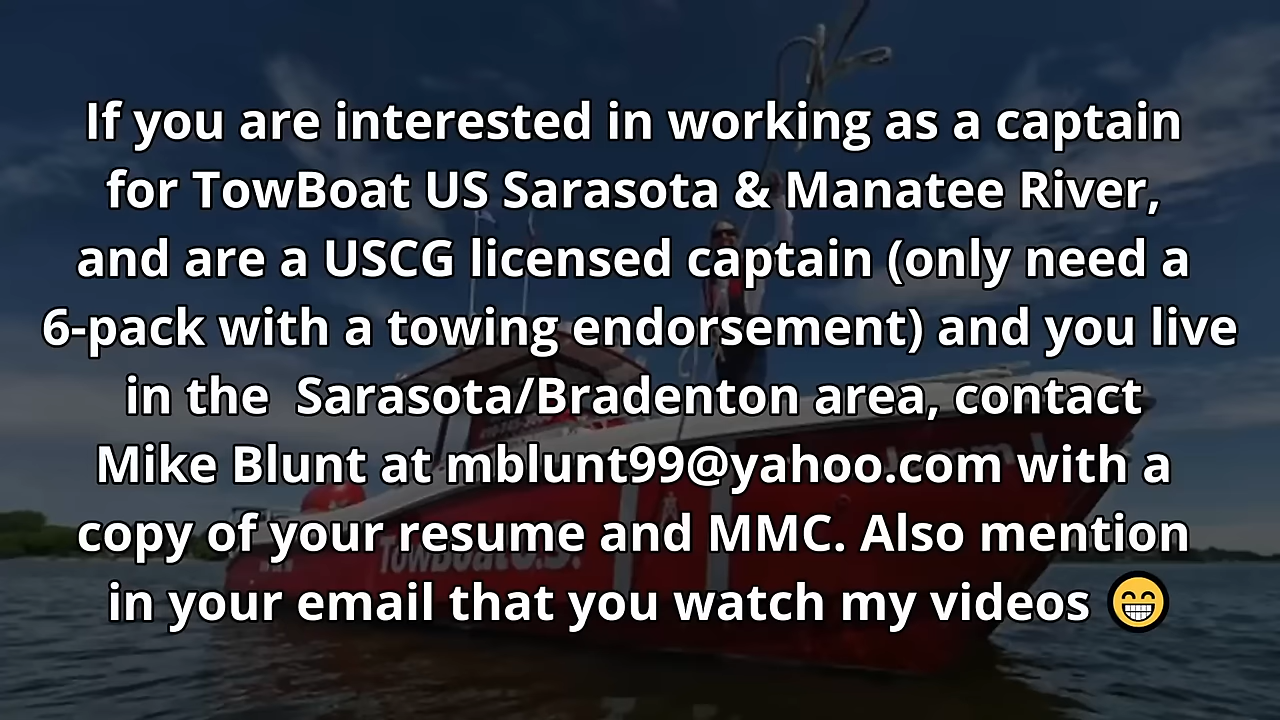 If you are interested in working as a captain
for TowBoat US Sarasota & Manatee River,
and are a USCG licensed captain (only need a
6-pack with a towing endorsement) and you live
in the  Sarasota/Bradenton area, contact
Mike Blunt at mblunt99@yahoo.com with a
copy of your resume and MMC. Also mention
in your email that you watch my videos 😁
TowBoatU.S.